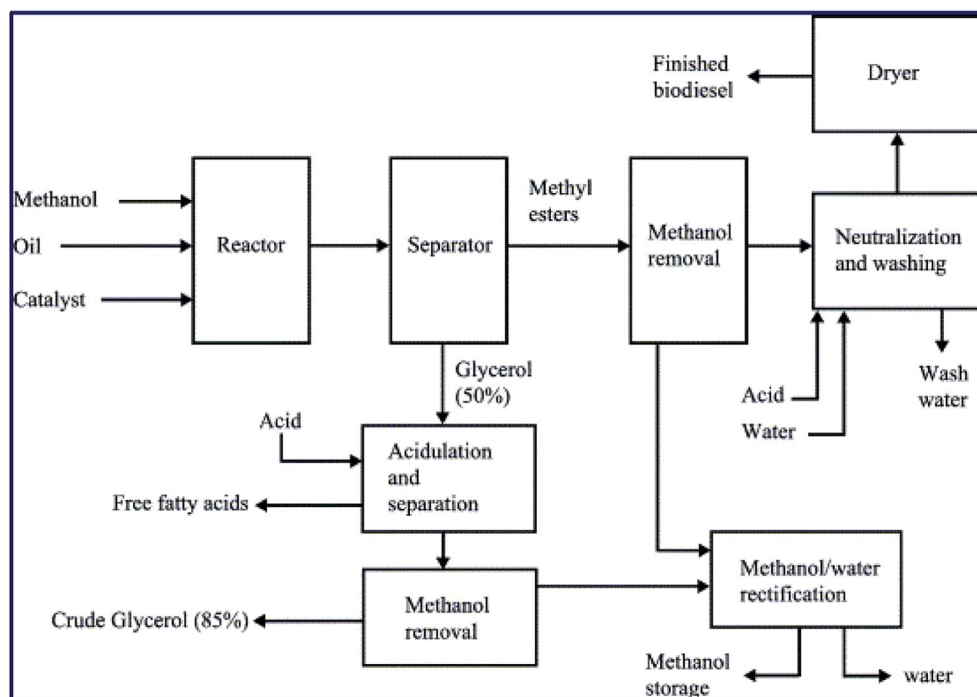 Finished
biodiesel
Dryer
Methanol
Oil
Catalyst
Reactor
Separator
Methyl
esters
Methanol
removal
Neutralization
and washing
Glycerol
(50%)
Acid
Water
Wash
water
Acid
Acidulation
and
separation
Free fatty acids
Methanol
removal
Crude Glycerol (85%)
Methanol/water
rectification
Methanol
storage
water